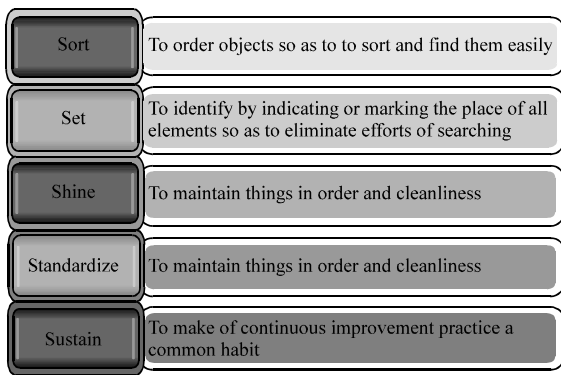 Sort
To order objects so as to to sort and find them easily
Set
To identify by indicating or marking the place of all
elements so as to eliminate efforts of searching
Shine
To maintain things in order and cleanliness
Standardize
To maintain things in order and cleanliness
Sustain
To make of continuous improvement practice a
common habit